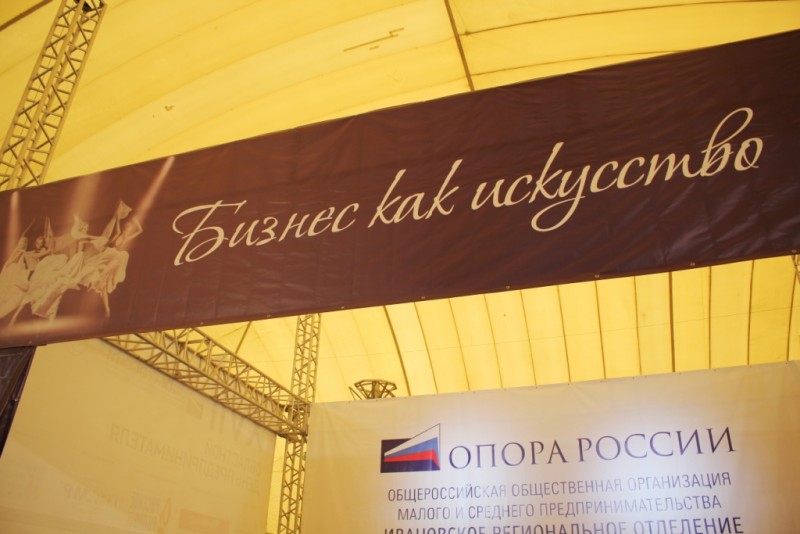 Бизнес как искусство
ОПОРА РОССИИ
ОБЩЕРОССИЙСКАЯ ОБЩЕСТВЕННАЯ ОРГАНИЗАЦИЯ
МАЛОГО И СРЕДНЕГО ПРЕДПРИНИМАТЕЛЬСТВА
ИВАНОВСКОЕ РЕГИОНАЛЬНОЕ ОТДЕЛЕНИЕ